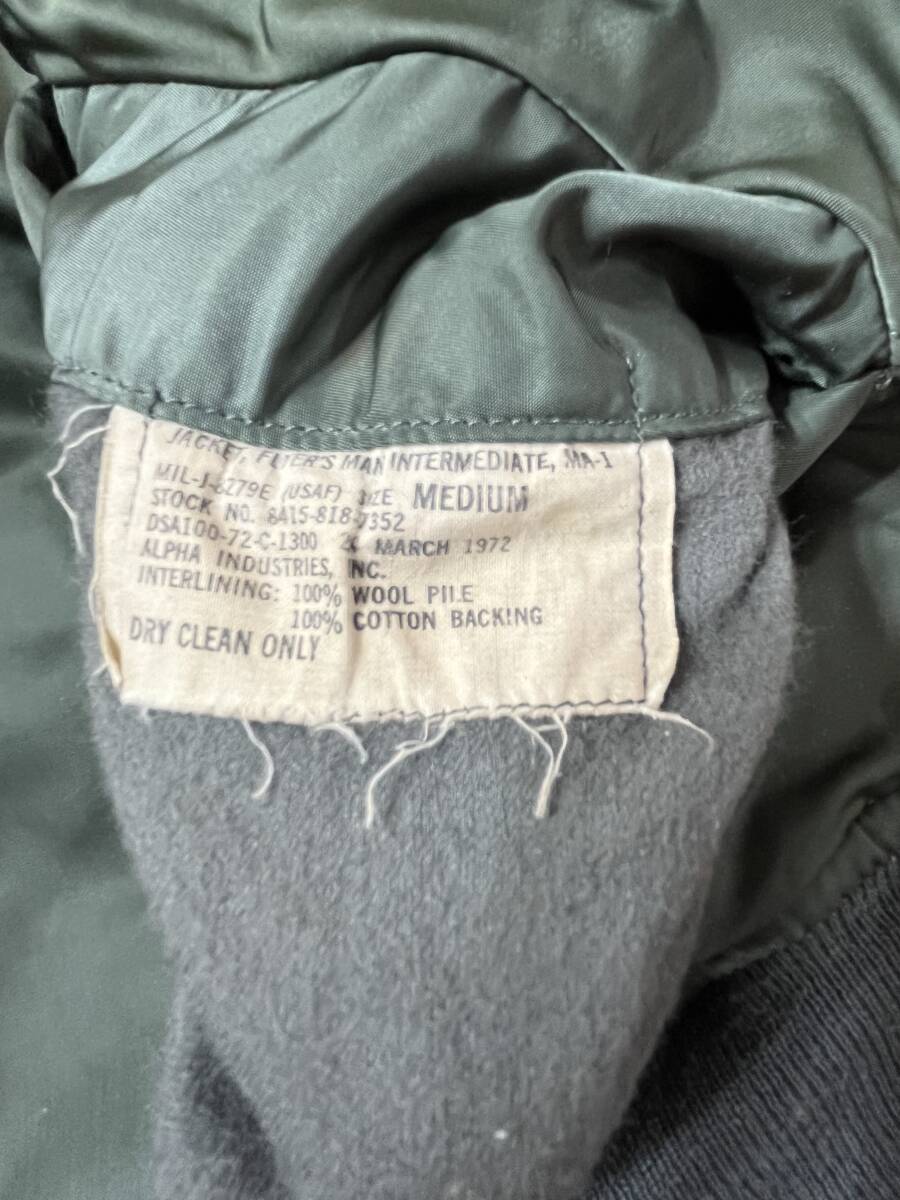 JACKET, FLYER'S MAN INTERMEDIATE, MA-1
MIL-J-8279E (USAF) SIZE MEDIUM
STOCK NO. 8415-818-7352
DSA100-72-C-1300 MARCH 1972
ALPHA INDUSTRIES, INC.
INTERLINING: 100% WOOL PILE
100% COTTON BACKING
DRY CLEAN ONLY